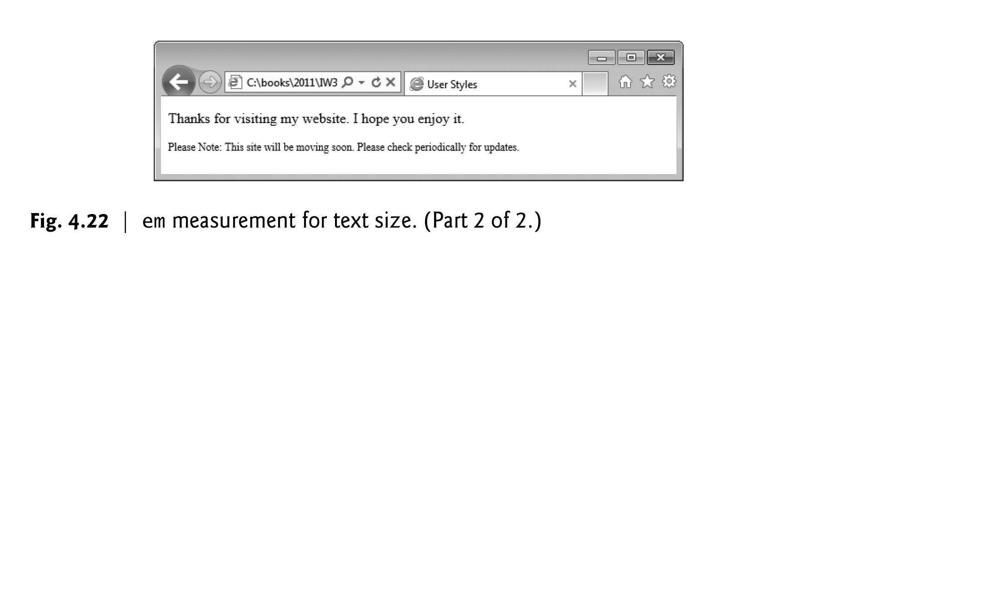 C:\books\2011\IW3
User Styles
Thanks for visiting my website. I hope you enjoy it.
Please Note: This site will be moving soon. Please check periodically for updates.
Fig. 4.22 | em measurement for text size. (Part 2 of 2.)